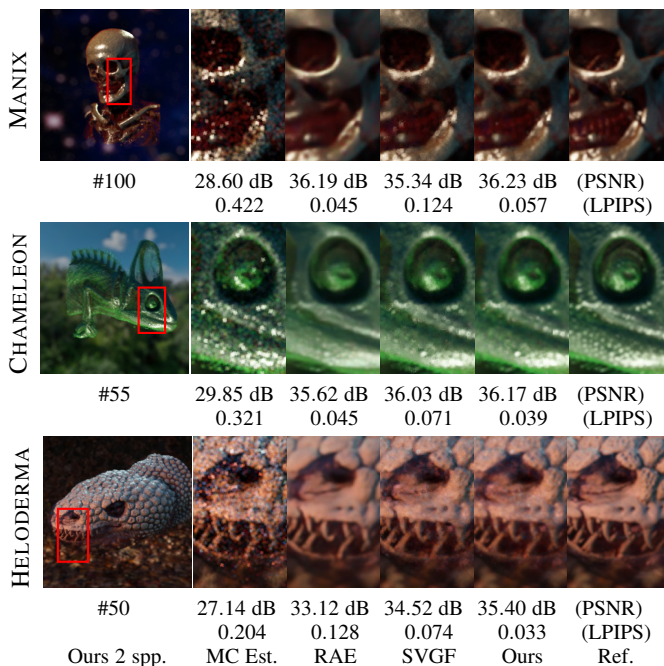 MANIX
#100 28.60 dB 36.19 dB 35.34 dB 36.23 dB (PSNR)
0.422 0.045 0.124 0.057 (LPIPS)
CHAMELEON
#55 29.85 dB 35.62 dB 36.03 dB 36.17 dB (PSNR)
0.321 0.045 0.071 0.039 (LPIPS)
HELODERMA
#50 27.14 dB 33.12 dB 34.52 dB 35.40 dB (PSNR)
0.204 0.128 0.074 0.033 (LPIPS)
Ours 2 spp. MC Est. RAE SVGF Ours Ref.